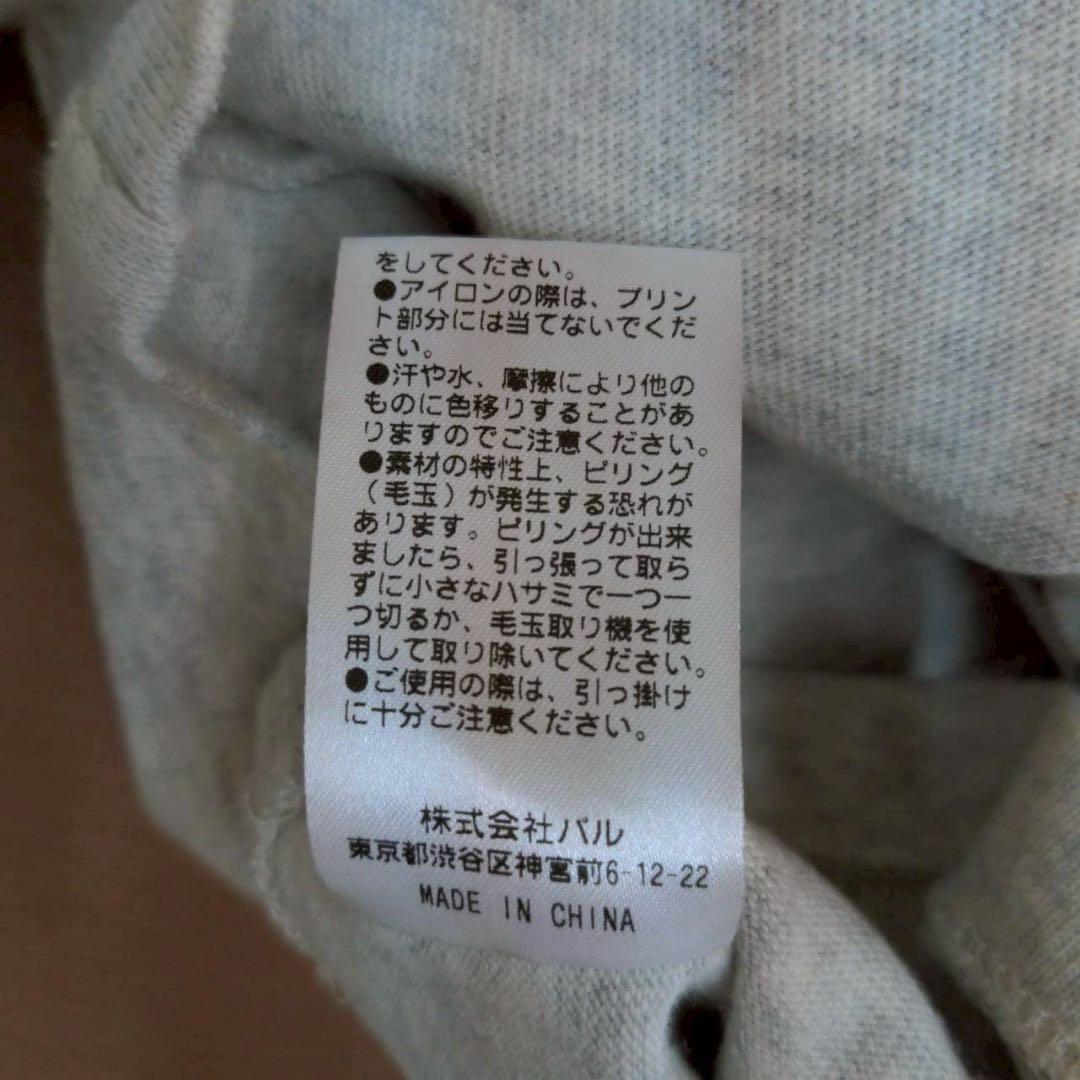 をしてください。
●アイロンの際は、プリン
ト部分には当てないでくだ
さい。
●汗や水、摩擦により他の
ものに色移りすることがあ
りますのでご注意ください。
●素材の特性上、ピリング
（毛玉）が発生する恐れが
あります。ピリングが出来
ましたら、引っ張って取ら
ずに小さなハサミで一つ一
つ切るか、毛玉取り機を使
用して取り除いてください。
●ご使用の際は、引っ掛け
に十分ご注意ください。
株式会社パル
東京都渋谷区神宮前6-12-22
MADE IN CHINA